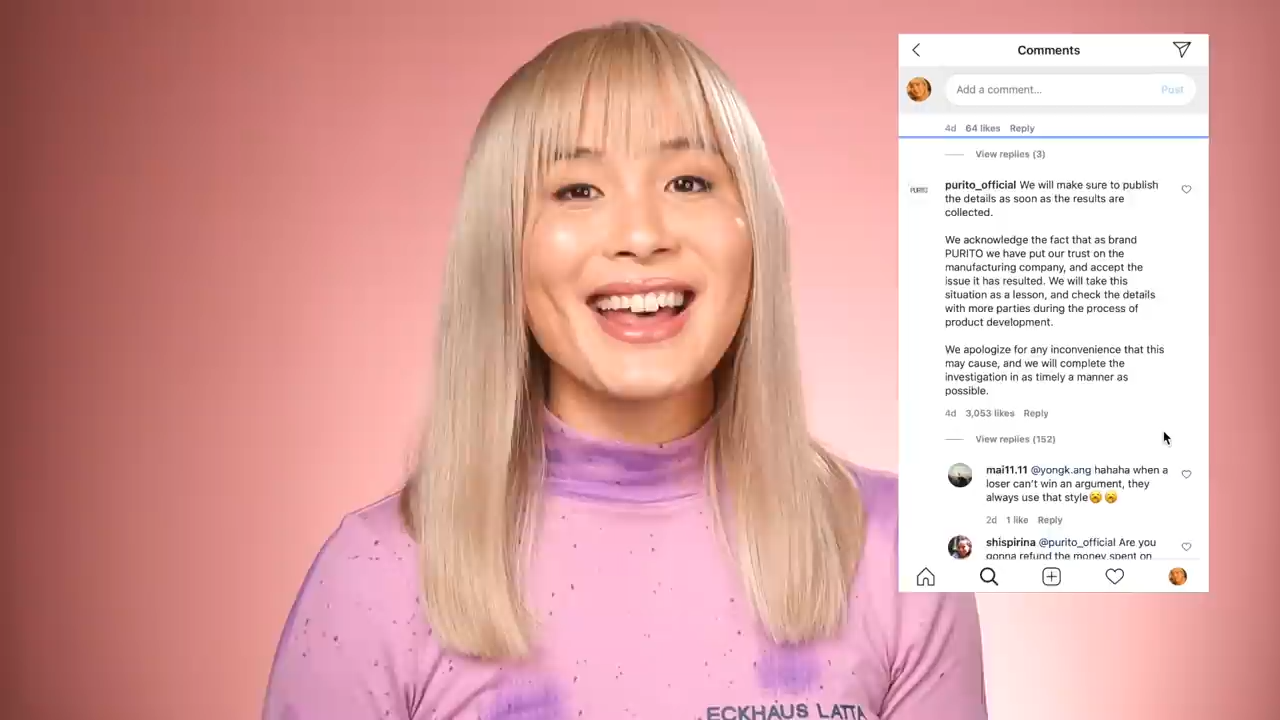 Comments
Add a comment...
Post
4d 64 likes Reply
View replies (3)
PURITO
purito_official We will make sure to publish
the details as soon as the results are
collected.
We acknowledge the fact that as brand
PURITO we have put our trust on the
manufacturing company, and accept the
issue it has resulted. We will take this
situation as a lesson, and check the details
with more parties during the process of
product development.
We apologize for any inconvenience that this
may cause, and we will complete the
investigation in as timely a manner as
possible.
4d 3,053 likes Reply
View replies (152)
mai11.11 @yongk.ang hahaha when a
loser can't win an argument, they
always use that style😫😫
2d 1 like Reply
shispirina @purito_official Are you
gonna refund the money spent on
ECKHAUS LATTA